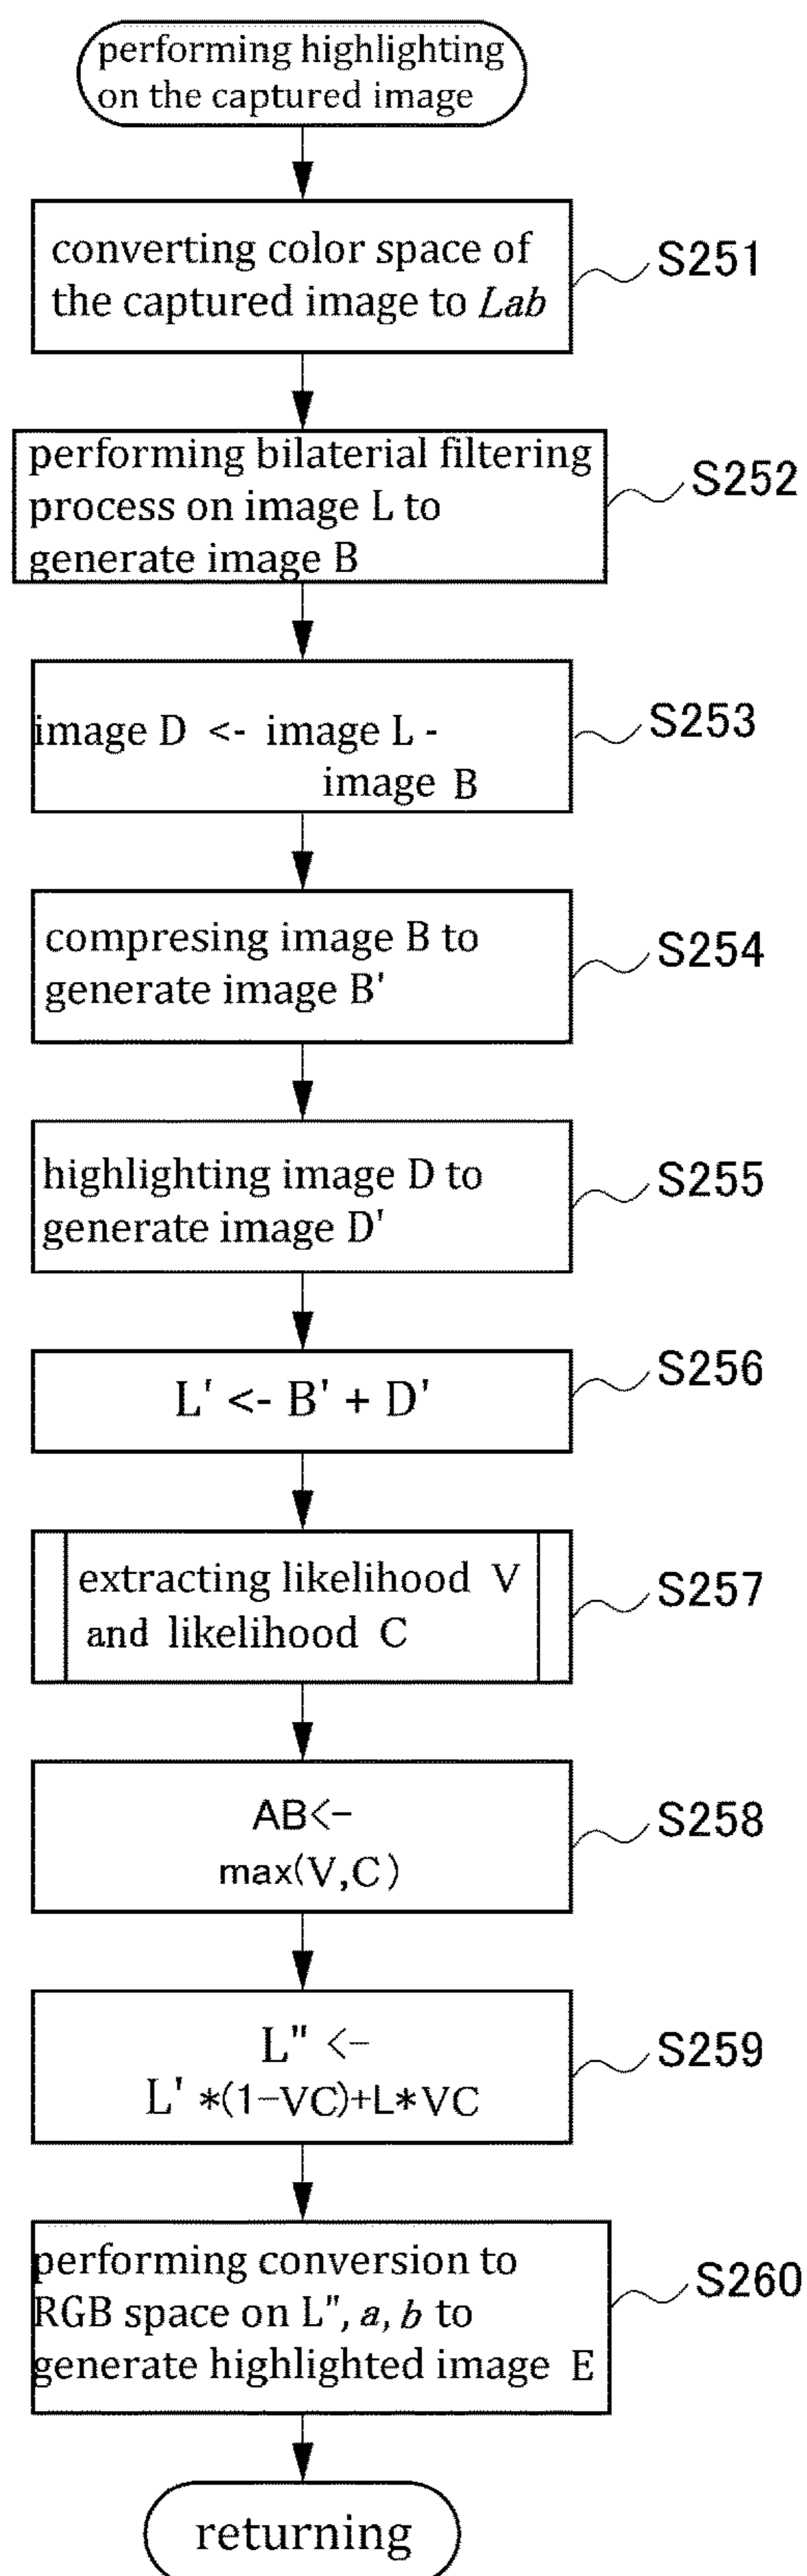 performing highlighting
on the captured image
converting color space of
the captured image to Lab
S251
performing bilaterial filtering
process on image L to
generate image B
S252
image D <- image L -
image B
S253
compresing image B to
generate image B'
S254
highlighting image D to
generate image D'
S255
L' <- B' + D'
S256
extracting likelihood V
and likelihood C
S257
AB<-
max(V,C)
S258
L" <-
L' *(1-VC)+L*VC
S259
performing conversion to
RGB space on L", a, b to
generate highlighted image E
S260
returning